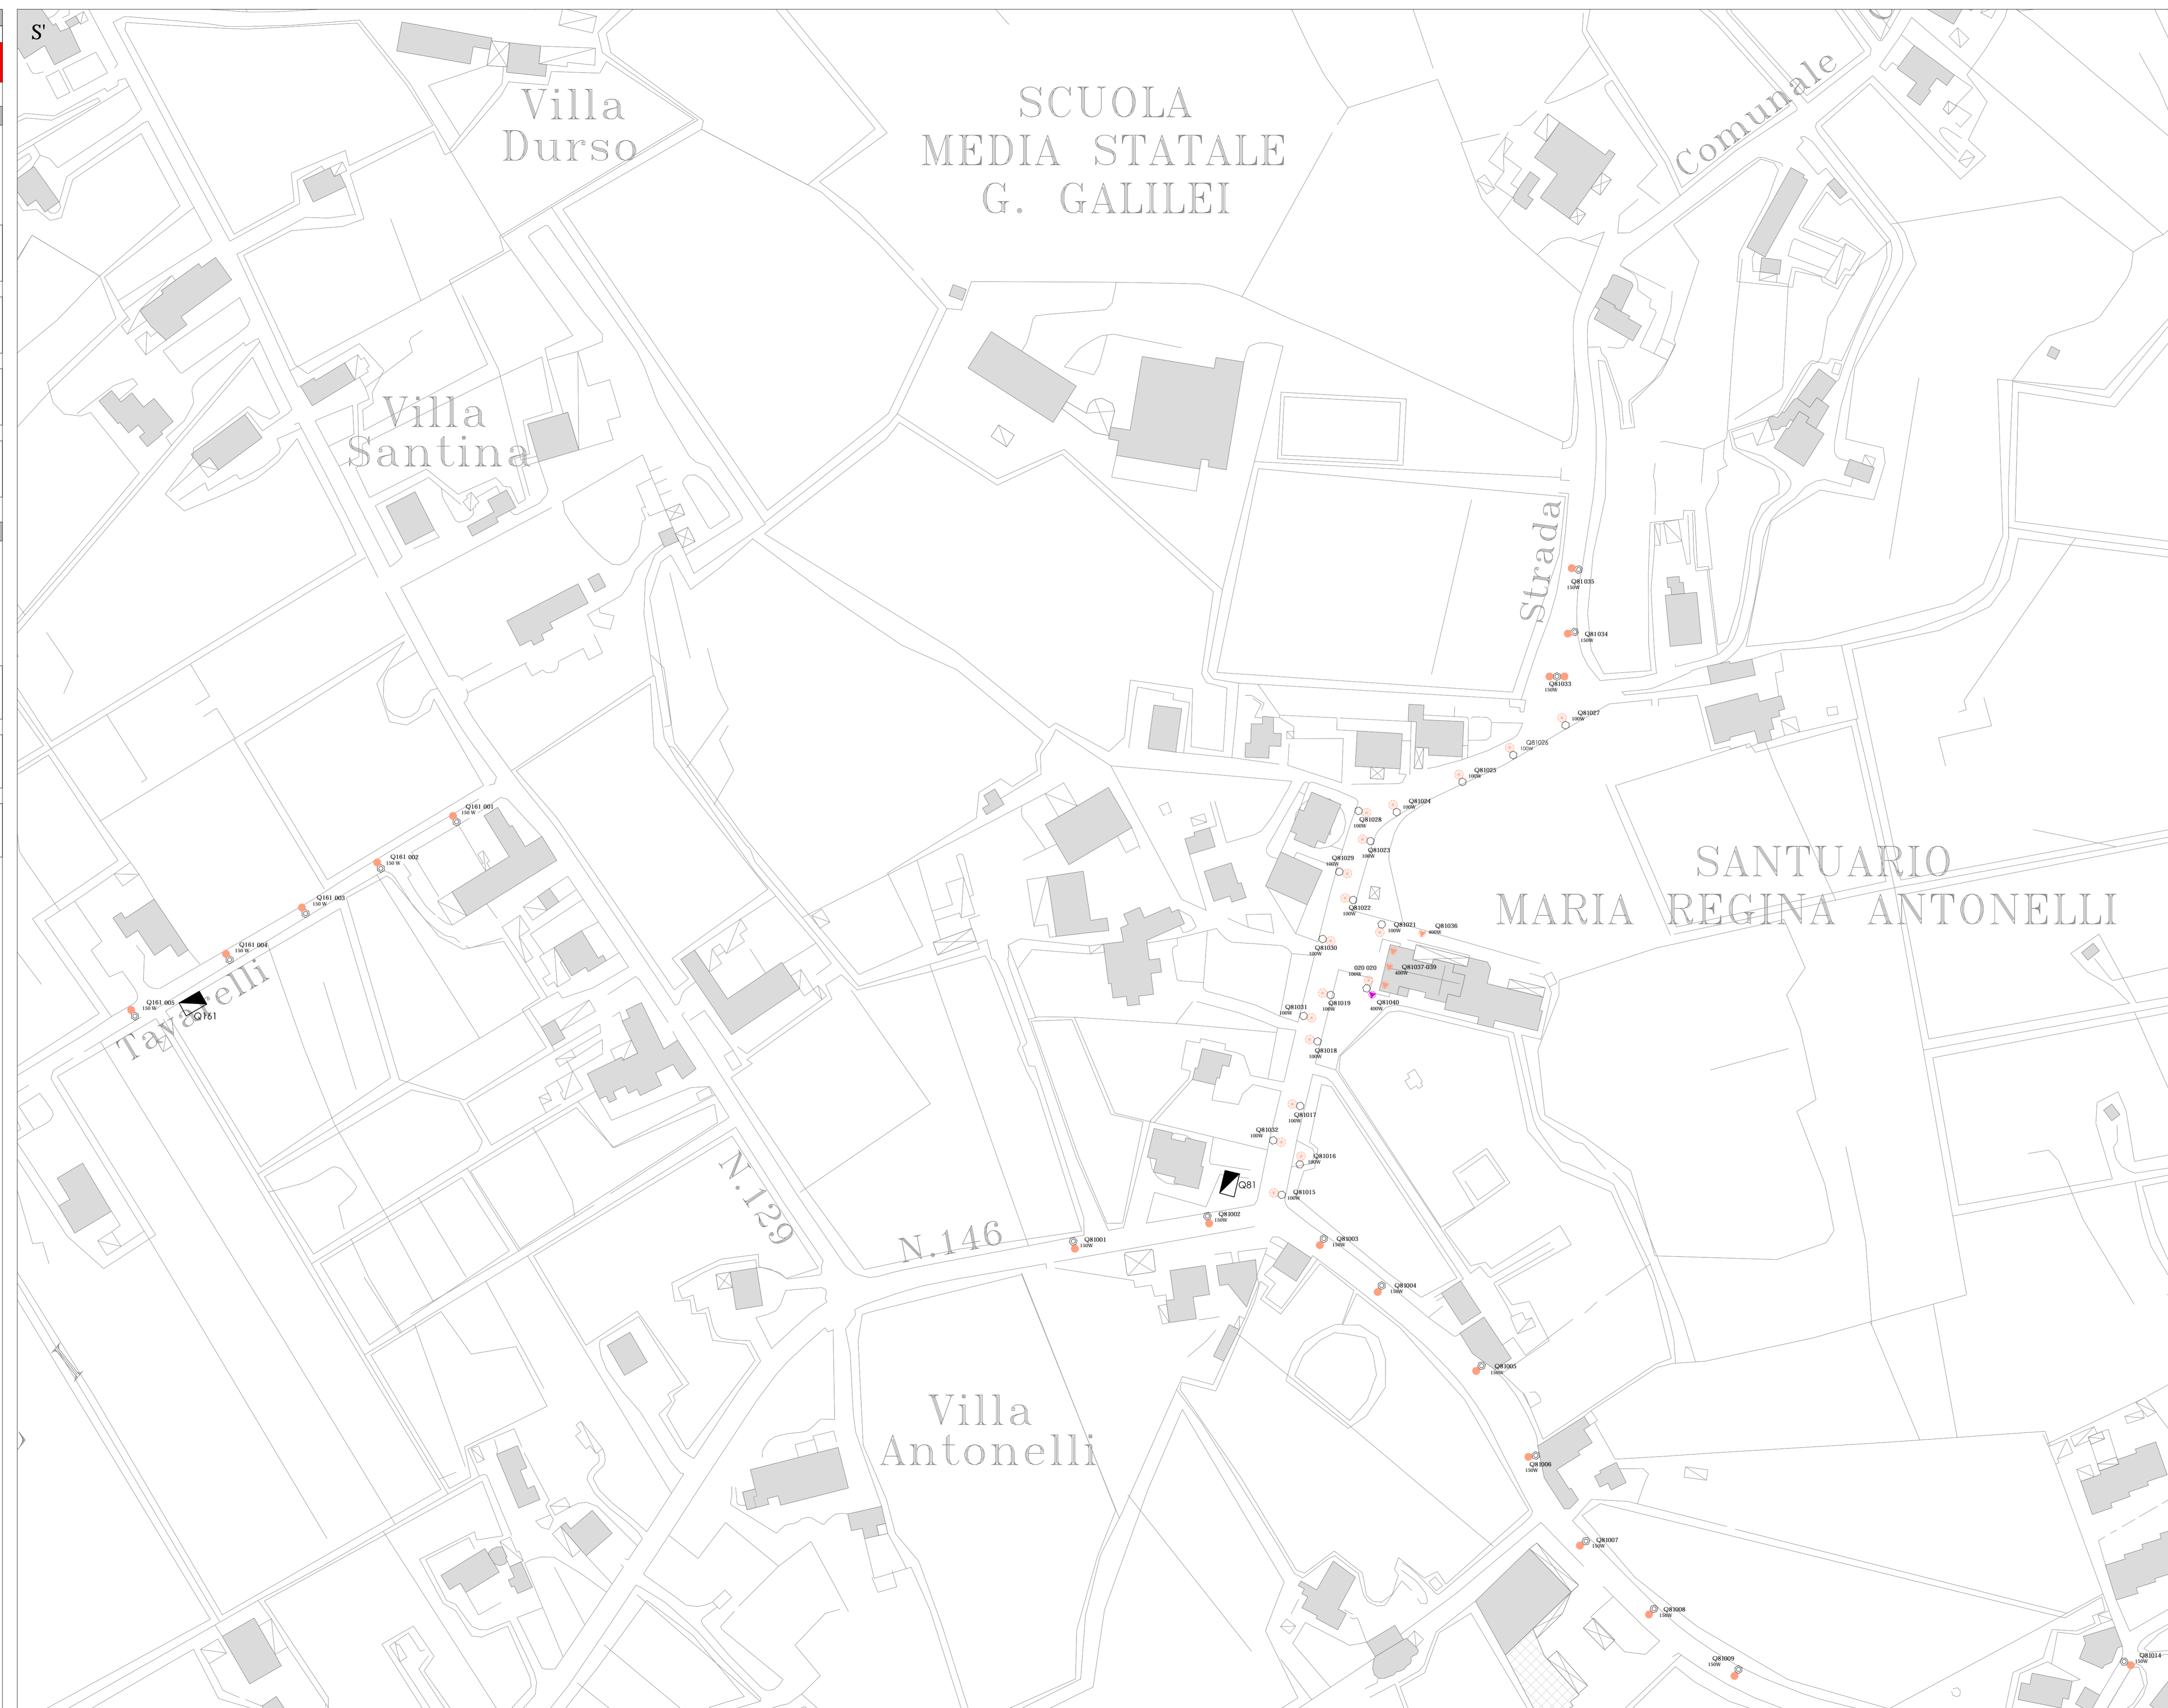 S'
Villa
Durso
SCUOLA
MEDIA STATALE
G. GALILEI
Comunale
Villa
Santina
Strada
Q81035
150W
Q81034
150W
Q81033
150W
Q81027
100W
Q81026
100W
Q81025
100W
Q81024
100W
Q81028
100W
Q81023
100W
Q81029
100W
Q81022
100W
Q81021
100W
Q81036
400W
Q81030
100W
Q81037-039
400W
020 020
100W
Q81040
400W
Q81019
100W
Q81031
100W
Q81018
100W
SANTUARIO
MARIA REGINA ANTONELLI
Q161 001
150 W
Q161 002
150 W
Q161 003
150 W
Q161 004
150 W
Q161 005
150 W
Q161
Tavarelli
Q81017
100W
Q81032
100W
Q81016
100W
Q81
Q81015
100W
N.129
N.146
Q81001
150W
Q81002
150W
Q81003
150W
Q81004
150W
Q81005
150W
Villa
Antonelli
Q81006
150W
Q81007
150W
Q81008
150W
Q81009
150W
Q81014
150W